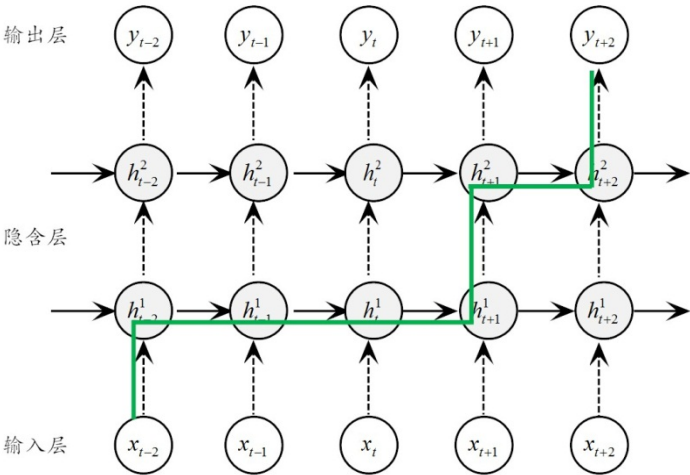 输出层 y_{t-2} y_{t-1} y_t y_{t+1} y_{t+2}
h^2_{t-2} h^2_{t-1} h^2_t h^2_{t+1} h^2_{t+2}
隐含层
h^1_{t-2} h^1_{t-1} h^1_t h^1_{t+1} h^1_{t+2}
输入层 x_{t-2} x_{t-1} x_t x_{t+1} x_{t+2}